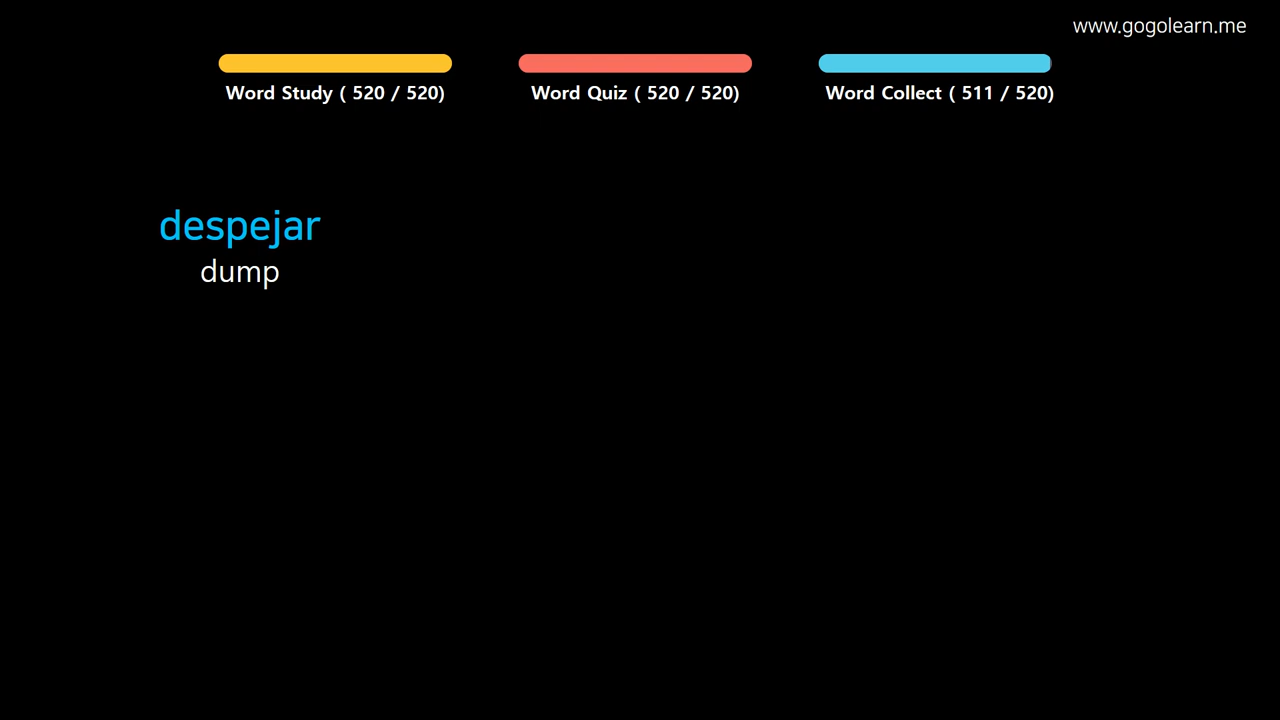 www.gogolearn.me
Word Study ( 520 / 520)
Word Quiz ( 520 / 520)
Word Collect ( 511 / 520)
despejar
dump